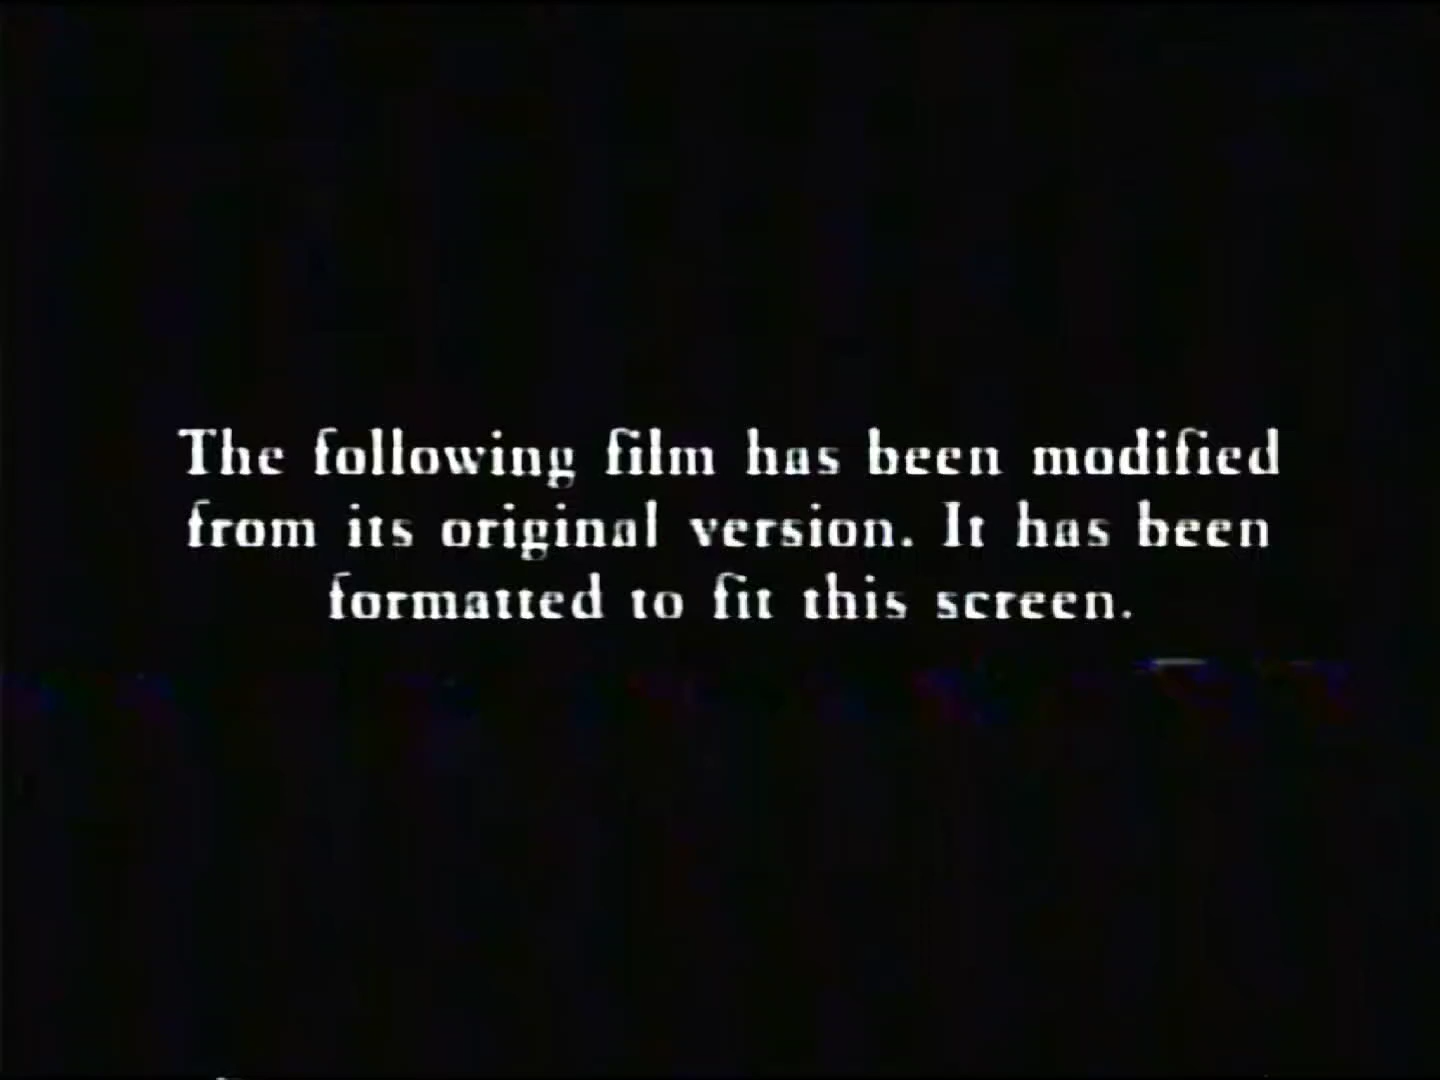 The following film has been modified
from its original version. It has been
formatted to fit this screen.